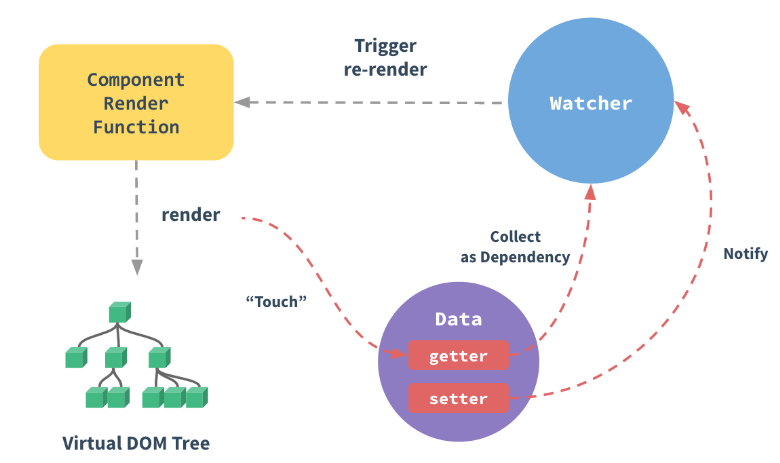 Component
Render
Function
Trigger
re-render
Watcher
render
“Touch”
Collect
as Dependency
Notify
Data
getter
setter
Virtual DOM Tree